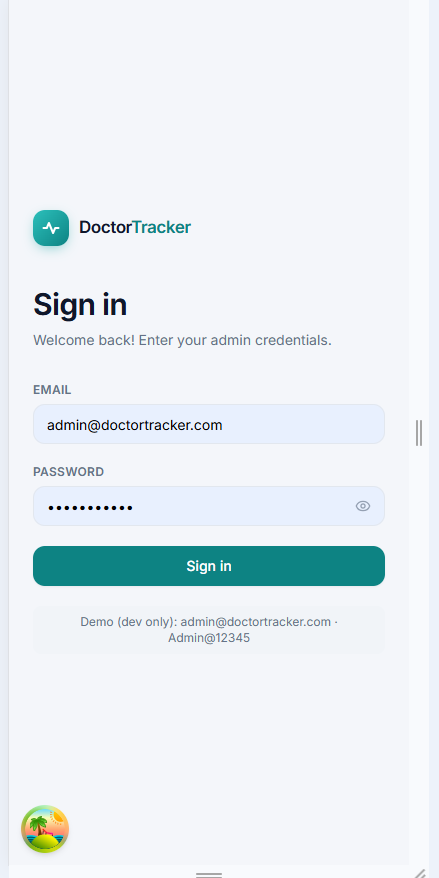 DoctorTracker
Sign in
Welcome back! Enter your admin credentials.
EMAIL
admin@doctortracker.com
PASSWORD
•••••••••••
Sign in
Demo (dev only): admin@doctortracker.com ·
Admin@12345